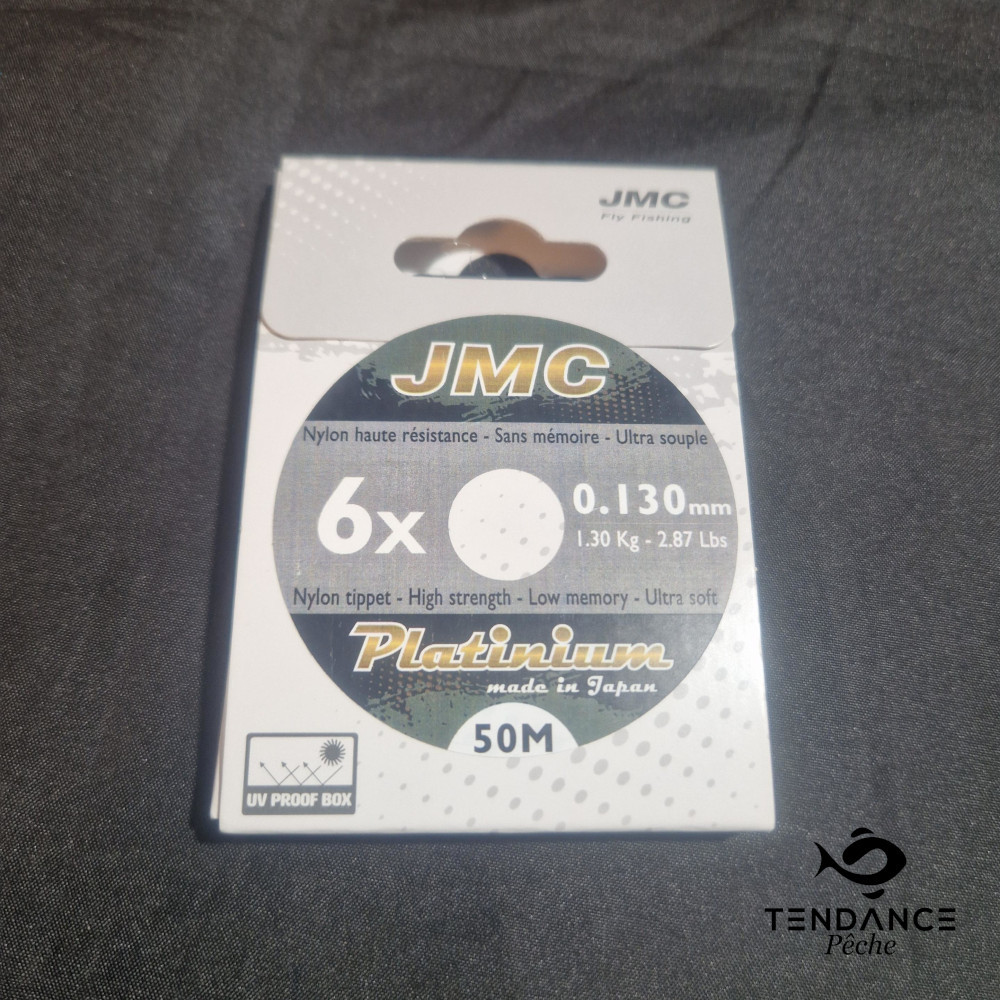 JMC
Fly Fishing
JMC
Nylon haute résistance - Sans mémoire - Ultra souple
6x
0.130mm
1.30 Kg - 2.87 Lbs
Nylon tippet - High strength - Low memory - Ultra soft
Platinium
made in Japan
50M
UV PROOF BOX
TENDANCE
Pêche